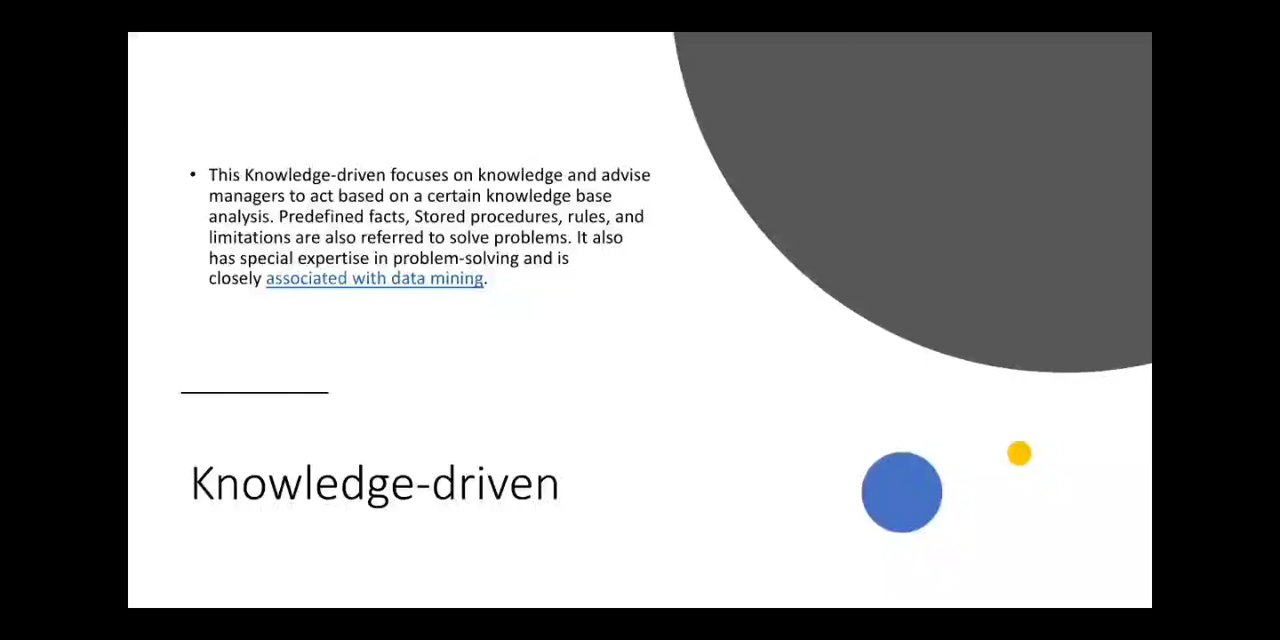 • This Knowledge-driven focuses on knowledge and advise
managers to act based on a certain knowledge base
analysis. Predefined facts, Stored procedures, rules, and
limitations are also referred to solve problems. It also
has special expertise in problem-solving and is
closely associated with data mining.
Knowledge-driven